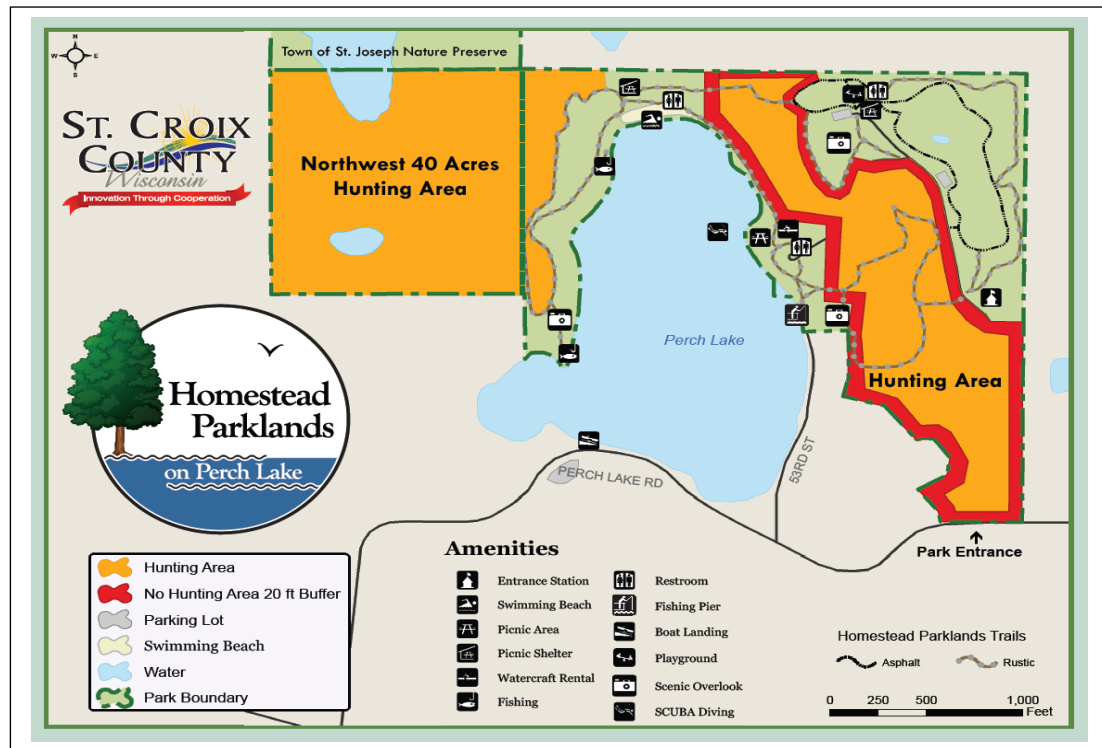 N
W E
S
Town of St. Joseph Nature Preserve
ST. CROIX
COUNTY
Wisconsin
Innovation Through Cooperation
Northwest 40 Acres
Hunting Area
Perch Lake
Hunting Area
Homestead
Parklands
on Perch Lake
PERCH LAKE RD
53RD ST
Park Entrance
Hunting Area
No Hunting Area 20 ft Buffer
Parking Lot
Swimming Beach
Water
Park Boundary
Amenities
Entrance Station
Swimming Beach
Picnic Area
Picnic Shelter
Watercraft Rental
Fishing
Restroom
Fishing Pier
Boat Landing
Playground
Scenic Overlook
SCUBA Diving
Homestead Parklands Trails
Asphalt Rustic
0 250 500 1,000
Feet